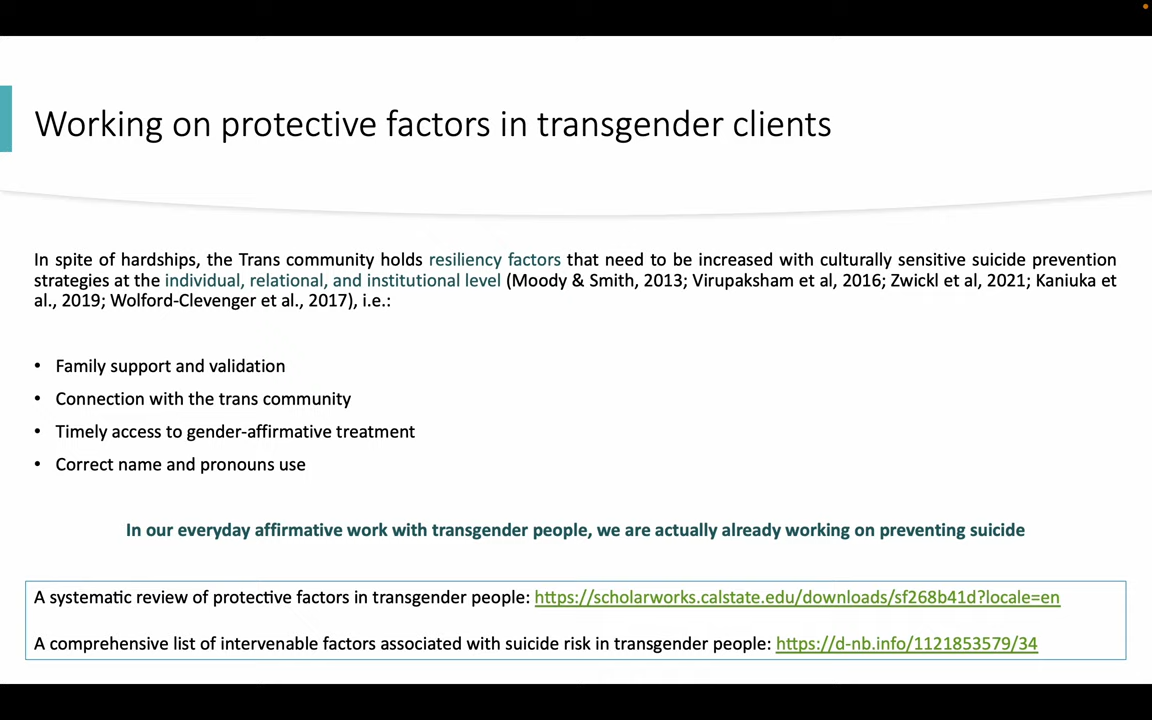 Working on protective factors in transgender clients
In spite of hardships, the Trans community holds resiliency factors that need to be increased with culturally sensitive suicide prevention
strategies at the individual, relational, and institutional level (Moody & Smith, 2013; Virupaksham et al, 2016; Zwickl et al, 2021; Kaniuka et
al., 2019; Wolford-Clevenger et al., 2017), i.e.:
• Family support and validation
• Connection with the trans community
• Timely access to gender-affirmative treatment
• Correct name and pronouns use
In our everyday affirmative work with transgender people, we are actually already working on preventing suicide
A systematic review of protective factors in transgender people: https://scholarworks.calstate.edu/downloads/sf268b41d?locale=en
A comprehensive list of intervenable factors associated with suicide risk in transgender people: https://d-nb.info/1121853579/34